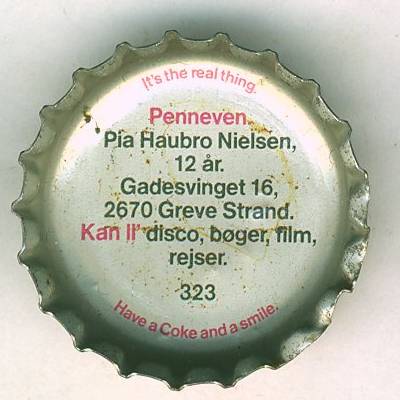 It's the real thing.
Penneven.
Pia Haubro Nielsen,
12 år.
Gadesvinget 16,
2670 Greve Strand.
Kan li' disco, bøger, film,
rejser.
323
Have a Coke and a smile.